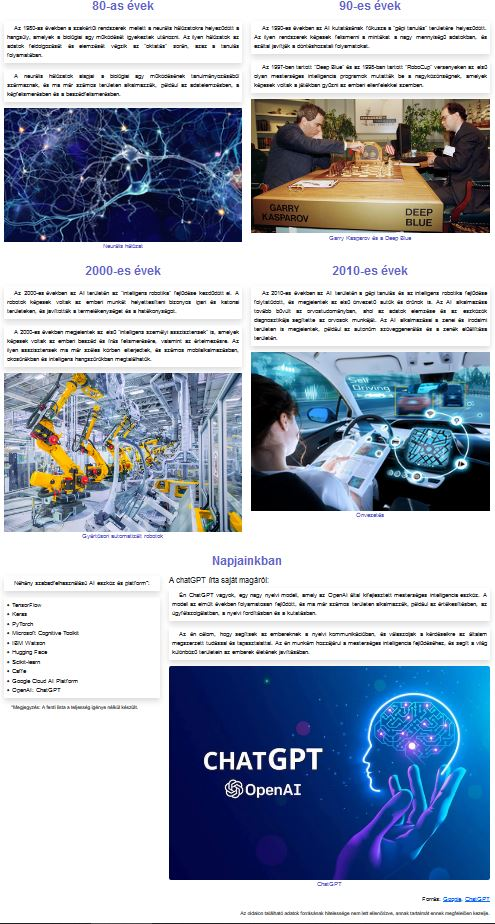 80-as évek
Az 1980-as években a szakértői rendszerek mellett a neurális hálózatokra helyeződött a
hangsúly, amelyek a biológiai agy működését igyekeztek utánozni. Az ilyen hálózatok az
adatok feldolgozását és elemzését végzik az "oktatás" során, azaz a tanulás
folyamatában.
A neurális hálózatok alapjai a biológiai agy működésének tanulmányozásából
származnak, és ma már számos területen alkalmazzák, például az adatelemzésben, a
képfelismerésben és a beszédfelismerésben.
Neurális hálózat
90-es évek
Az 1990-es években az AI kutatásának fókusza a "gépi tanulás" területére helyeződött.
Az ilyen rendszerek képesek felismerni a mintákat a nagy mennyiségű adatokban, és
ezáltal javítják a döntéshozatali folyamatokat.
Az 1997-ben tartott "Deep Blue" és az 1998-ban tartott "RoboCup" versenyeken az első
olyan mesterséges intelligencia programok mutatták be a nagyközönségnek, amelyek
képesek voltak a játékban győzni az emberi ellenfelekkel szemben.
GARRY
KASPAROV
DEEP
BLUE
Garry Kasparov és a Deep Blue
2000-es évek
Az 2000-es években az AI területén az "intelligens robotika" fejlődése kezdődött el. A
robotok képesek voltak az emberi munkát helyettesíteni bizonyos ipari és katonai
területeken, és javították a termelékenységet és a hatékonyságot.
A 2000-es években megjelentek az első "intelligens személyi asszisztensek" is, amelyek
képesek voltak az emberi beszéd és írás felismerésére, valamint az értelmezésére. Az
ilyen asszisztensek ma már széles körben elterjedtek, és számos mobilalkalmazásban,
okosórákban és intelligens hangszórókban megtalálhatók.
Gyártóson automatizált robotok
2010-es évek
Az 2010-es években az AI területén a gépi tanulás és az intelligens robotika fejlődése
folytatódott, és megjelentek az első önvezető autók és drónok is. Az AI alkalmazása
tovább bővült az orvostudományban, ahol az adatok elemzése és az eszközök
diagnosztikája segítette az orvosok munkáját. Az AI alkalmazásai a zenei és irodalmi
területen is megjelentek, például az autonóm szöveggenerálás és a zenék előállítása
területén.
Self
Driving
Önvezetés
Napjainkban
Néhány szabadfelhasználású AI eszköz és platform*:
TensorFlow
Keras
PyTorch
Microsoft Cognitive Toolkit
IBM Watson
Hugging Face
Scikit-learn
Caffe
Google Cloud AI Platform
OpenAI: ChatGPT
*Megjegyzés: A fenti lista a teljesség igénye nélkül készült.
A chatGPT írta saját magáról:
Én ChatGPT vagyok, egy nagy nyelvi modell, amely az OpenAI által kifejlesztett mesterséges intelligencia eszköz. A
modell az elmúlt években folyamatosan fejlődött, és ma már számos területen alkalmazzák, például az értékesítésben, az
ügyfélszolgálatban, a nyelvi fordításban és a kutatásban.
Az én célom, hogy segítsek az embereknek a nyelvi kommunikációban, és válaszoljak a kérdésekre az általam
megszerzett tudással és tapasztalattal. Az én munkám hozzájárul a mesterséges intelligencia fejlődéséhez, és segít a világ
különböző területein az emberek életének javításában.
CHATGPT
OpenAI
ChatGPT
Forrás: Google, ChatGPT
Az oldalon található adatok forrásának hitelessége nem lett ellenőrizve, annak tartalmát ennek megfelelően kezelje.